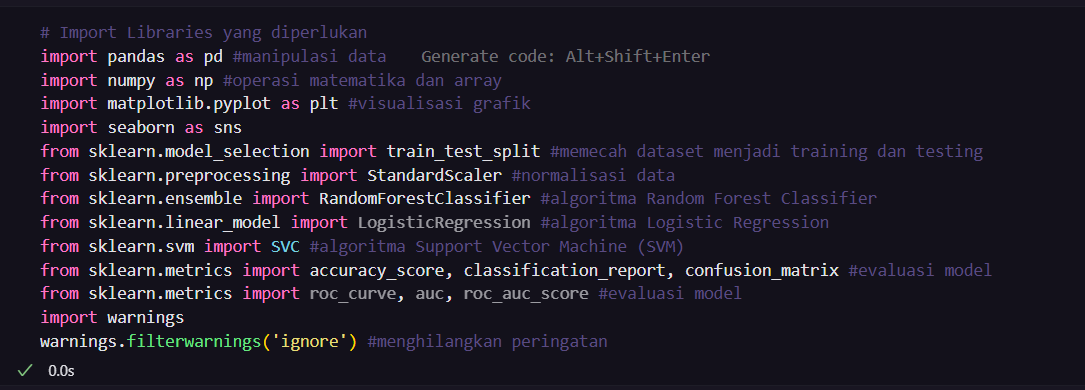 # Import Libraries yang diperlukan
import pandas as pd #manipulasi data    Generate code: Alt+Shift+Enter
import numpy as np #operasi matematika dan array
import matplotlib.pyplot as plt #visualisasi grafik
import seaborn as sns
from sklearn.model_selection import train_test_split #memecah dataset menjadi training dan testing
from sklearn.preprocessing import StandardScaler #normalisasi data
from sklearn.ensemble import RandomForestClassifier #algoritma Random Forest Classifier
from sklearn.linear_model import LogisticRegression #algoritma Logistic Regression
from sklearn.svm import SVC #algoritma Support Vector Machine (SVM)
from sklearn.metrics import accuracy_score, classification_report, confusion_matrix #evaluasi model
from sklearn.metrics import roc_curve, auc, roc_auc_score #evaluasi model
import warnings
warnings.filterwarnings('ignore') #menghilangkan peringatan
0.0s